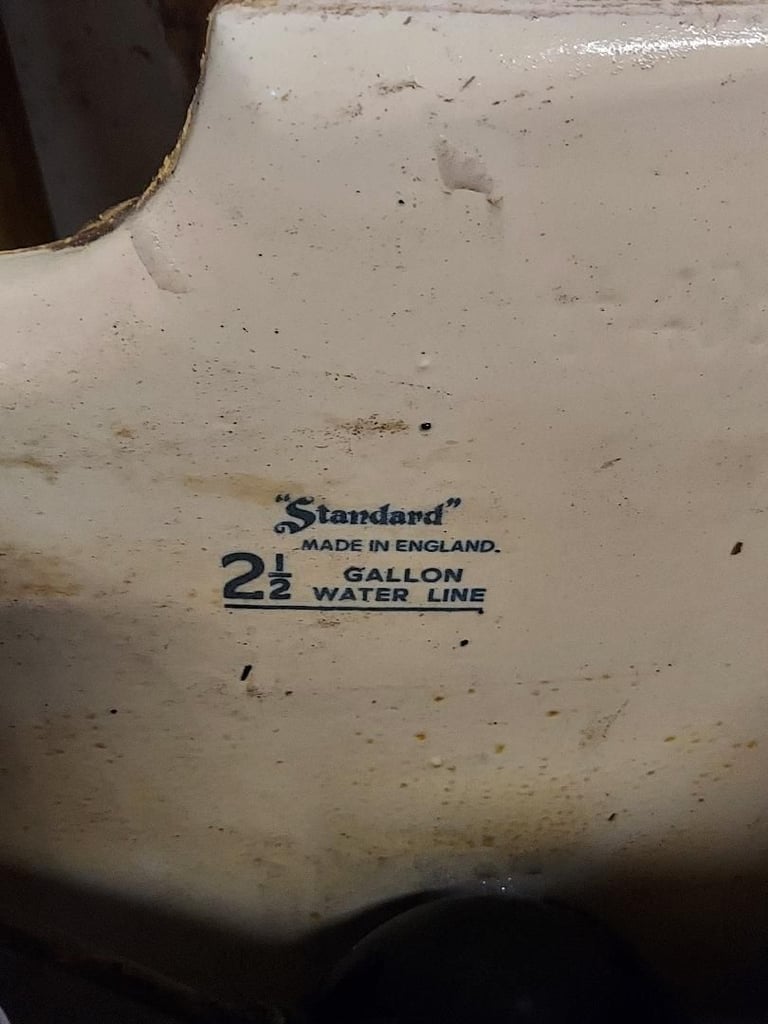 "Standard"
MADE IN ENGLAND.
2½ GALLON
WATER LINE